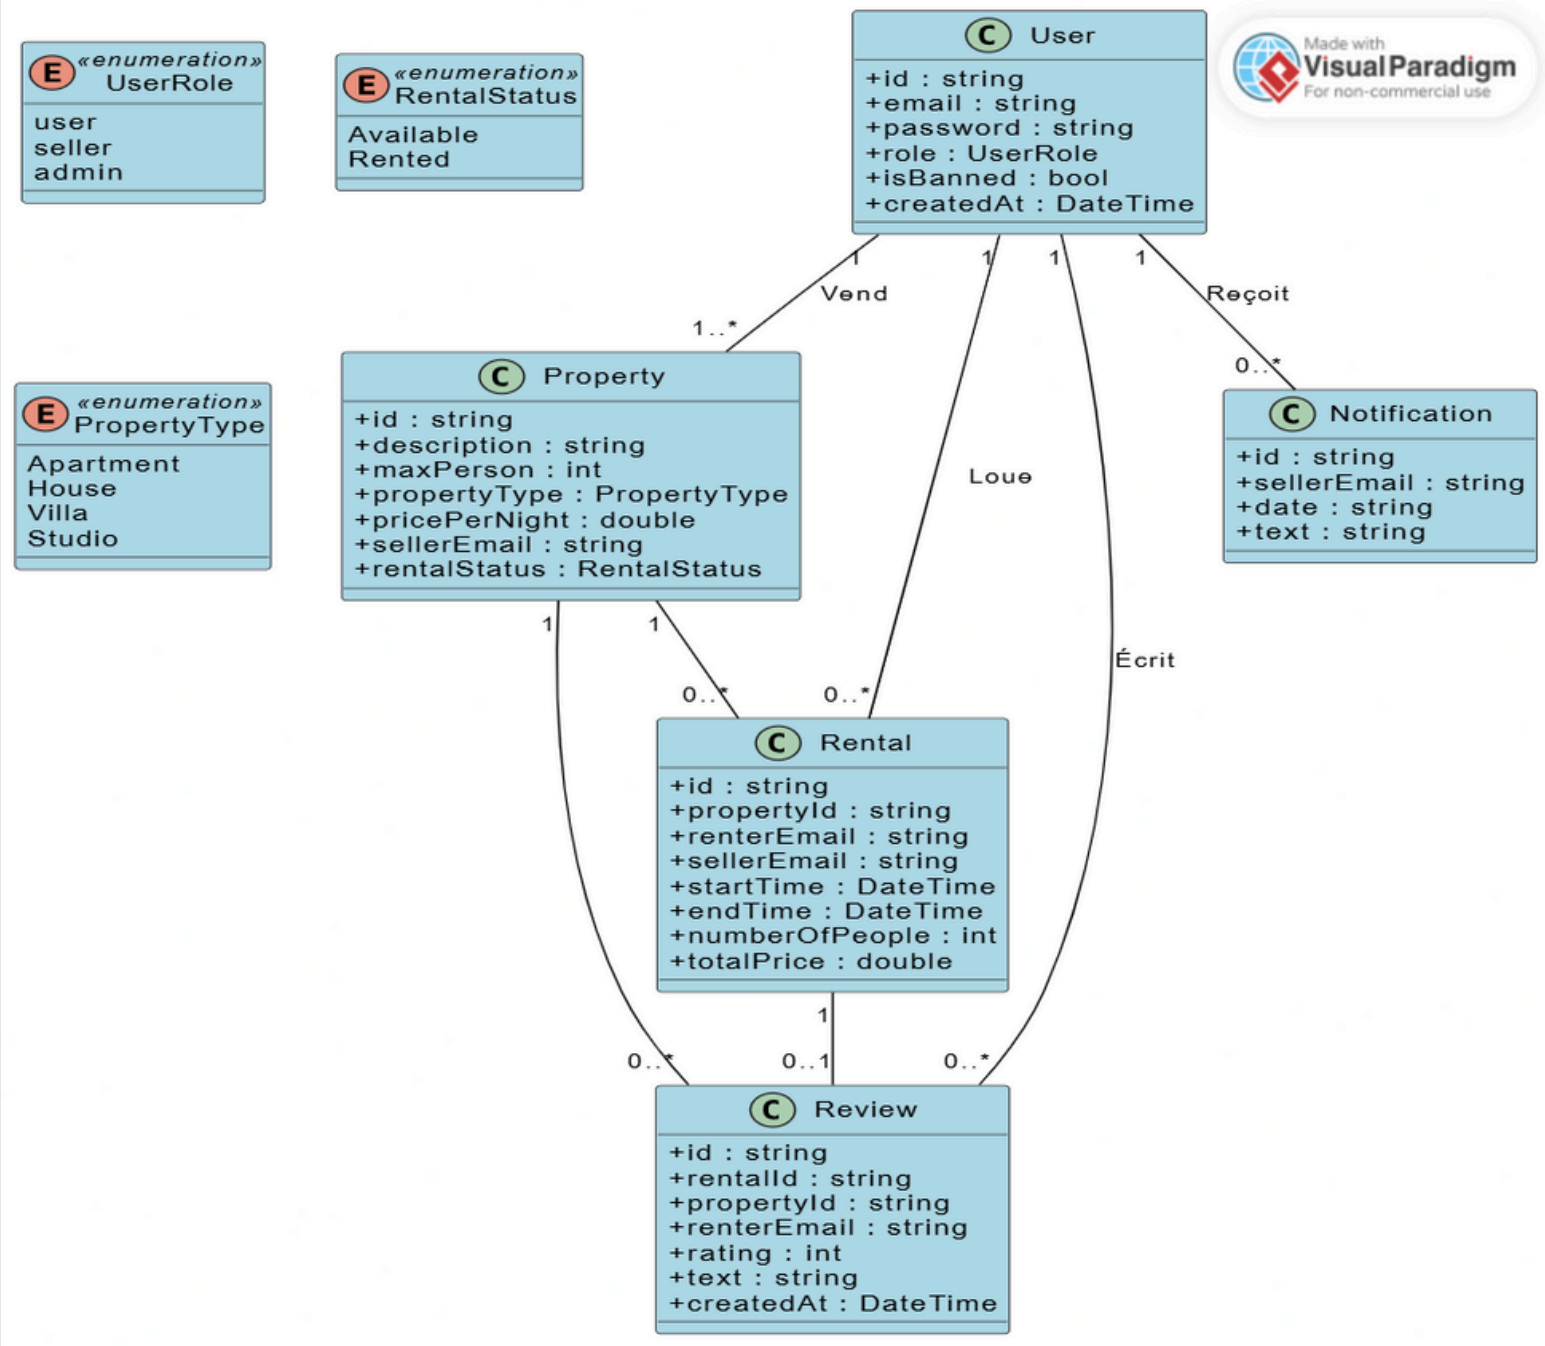 «enumeration»
E
UserRole
user
seller
admin
«enumeration»
E
RentalStatus
Available
Rented
C User
+id : string
+email : string
+password : string
+role : UserRole
+isBanned : bool
+createdAt : DateTime
Made with
Visual Paradigm
For non-commercial use
1
1
1
1
Vend
Reçoit
1..*
0..*
«enumeration»
E
PropertyType
Apartment
House
Villa
Studio
C Property
+id : string
+description : string
+maxPerson : int
+propertyType : PropertyType
+pricePerNight : double
+sellerEmail : string
+rentalStatus : RentalStatus
Loue
C Notification
+id : string
+sellerEmail : string
+date : string
+text : string
1
1
Écrit
0..*
0..*
C Rental
+id : string
+propertyId : string
+renterEmail : string
+sellerEmail : string
+startTime : DateTime
+endTime : DateTime
+numberOfPeople : int
+totalPrice : double
1
0..*
0..1
0..*
C Review
+id : string
+rentalId : string
+propertyId : string
+renterEmail : string
+rating : int
+text : string
+createdAt : DateTime